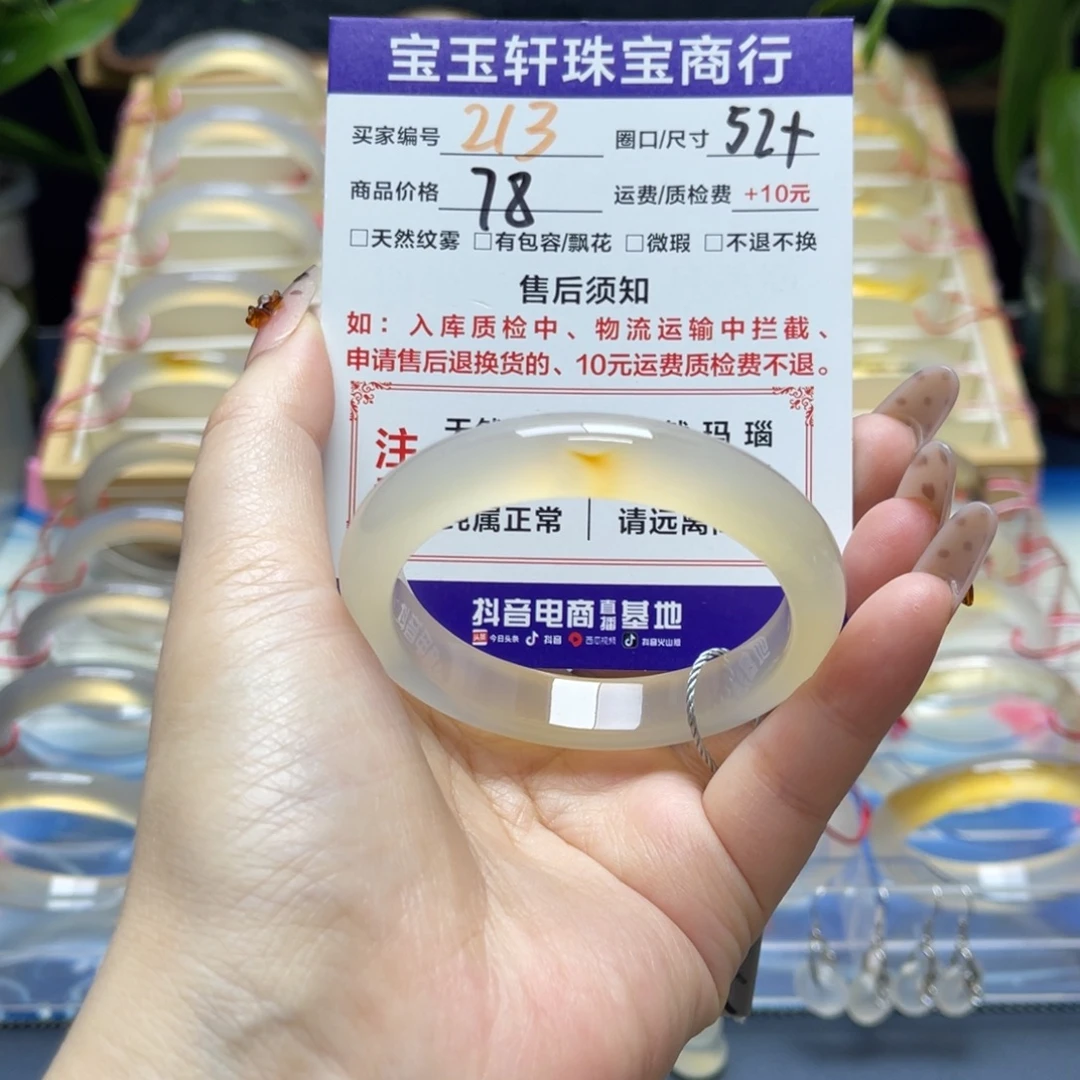 宝玉轩珠宝商行
买家编号 213 圈口/尺寸 52+
商品价格 78 运费/质检费 +10元
□天然纹雾 □有包容/飘花 □微瑕 □不退不换
售后须知
如：入库质检中、物流运输中拦截、
申请售后退换货的、10元运费质检费不退。
注 玛瑙
属正常 请远离
抖音电商直播基地
头条 今日头条 抖音 西瓜视频 抖音火山版